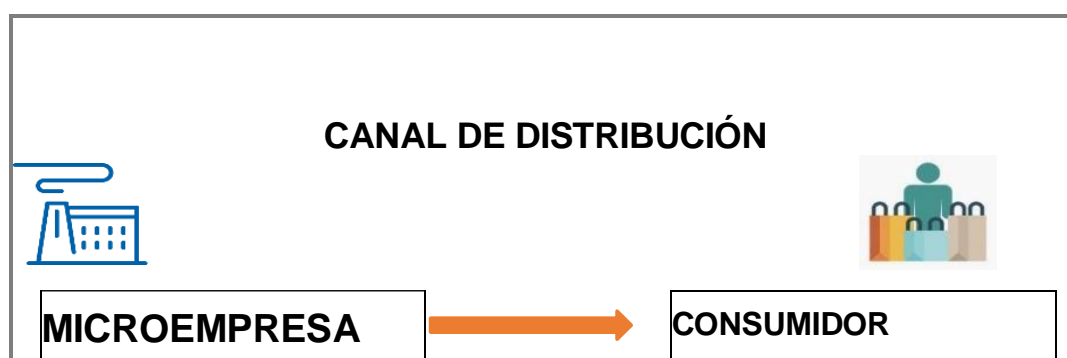 CANAL DE DISTRIBUCIÓN
MICROEMPRESA
CONSUMIDOR